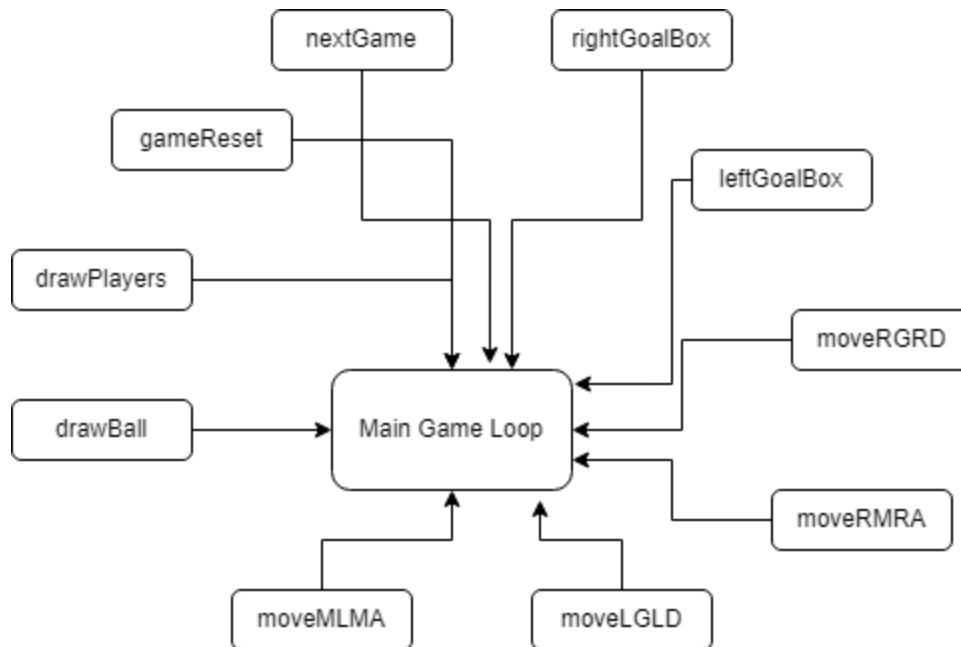 nextGame
rightGoalBox
gameReset
leftGoalBox
drawPlayers
moveRGRD
drawBall
Main Game Loop
moveRMRA
moveMLMA
moveLGLD